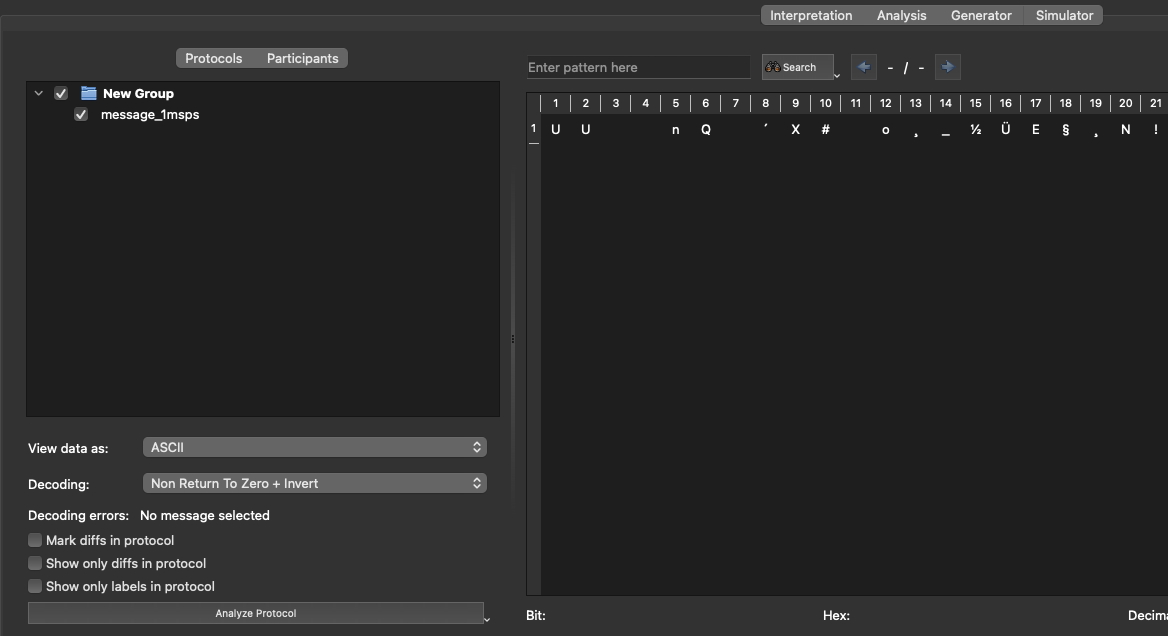 Interpretation Analysis Generator Simulator
Protocols Participants
Enter pattern here Search - / -
New Group
message_1msps
1 2 3 4 5 6 7 8 9 10 11 12 13 14 15 16 17 18 19 20 21
1 U U n Q ´ X # o ¸ _ ½ Ü E § ¸ N !
View data as: ASCII
Decoding: Non Return To Zero + Invert
Decoding errors: No message selected
Mark diffs in protocol
Show only diffs in protocol
Show only labels in protocol
Analyze Protocol
Bit: Hex: Decima